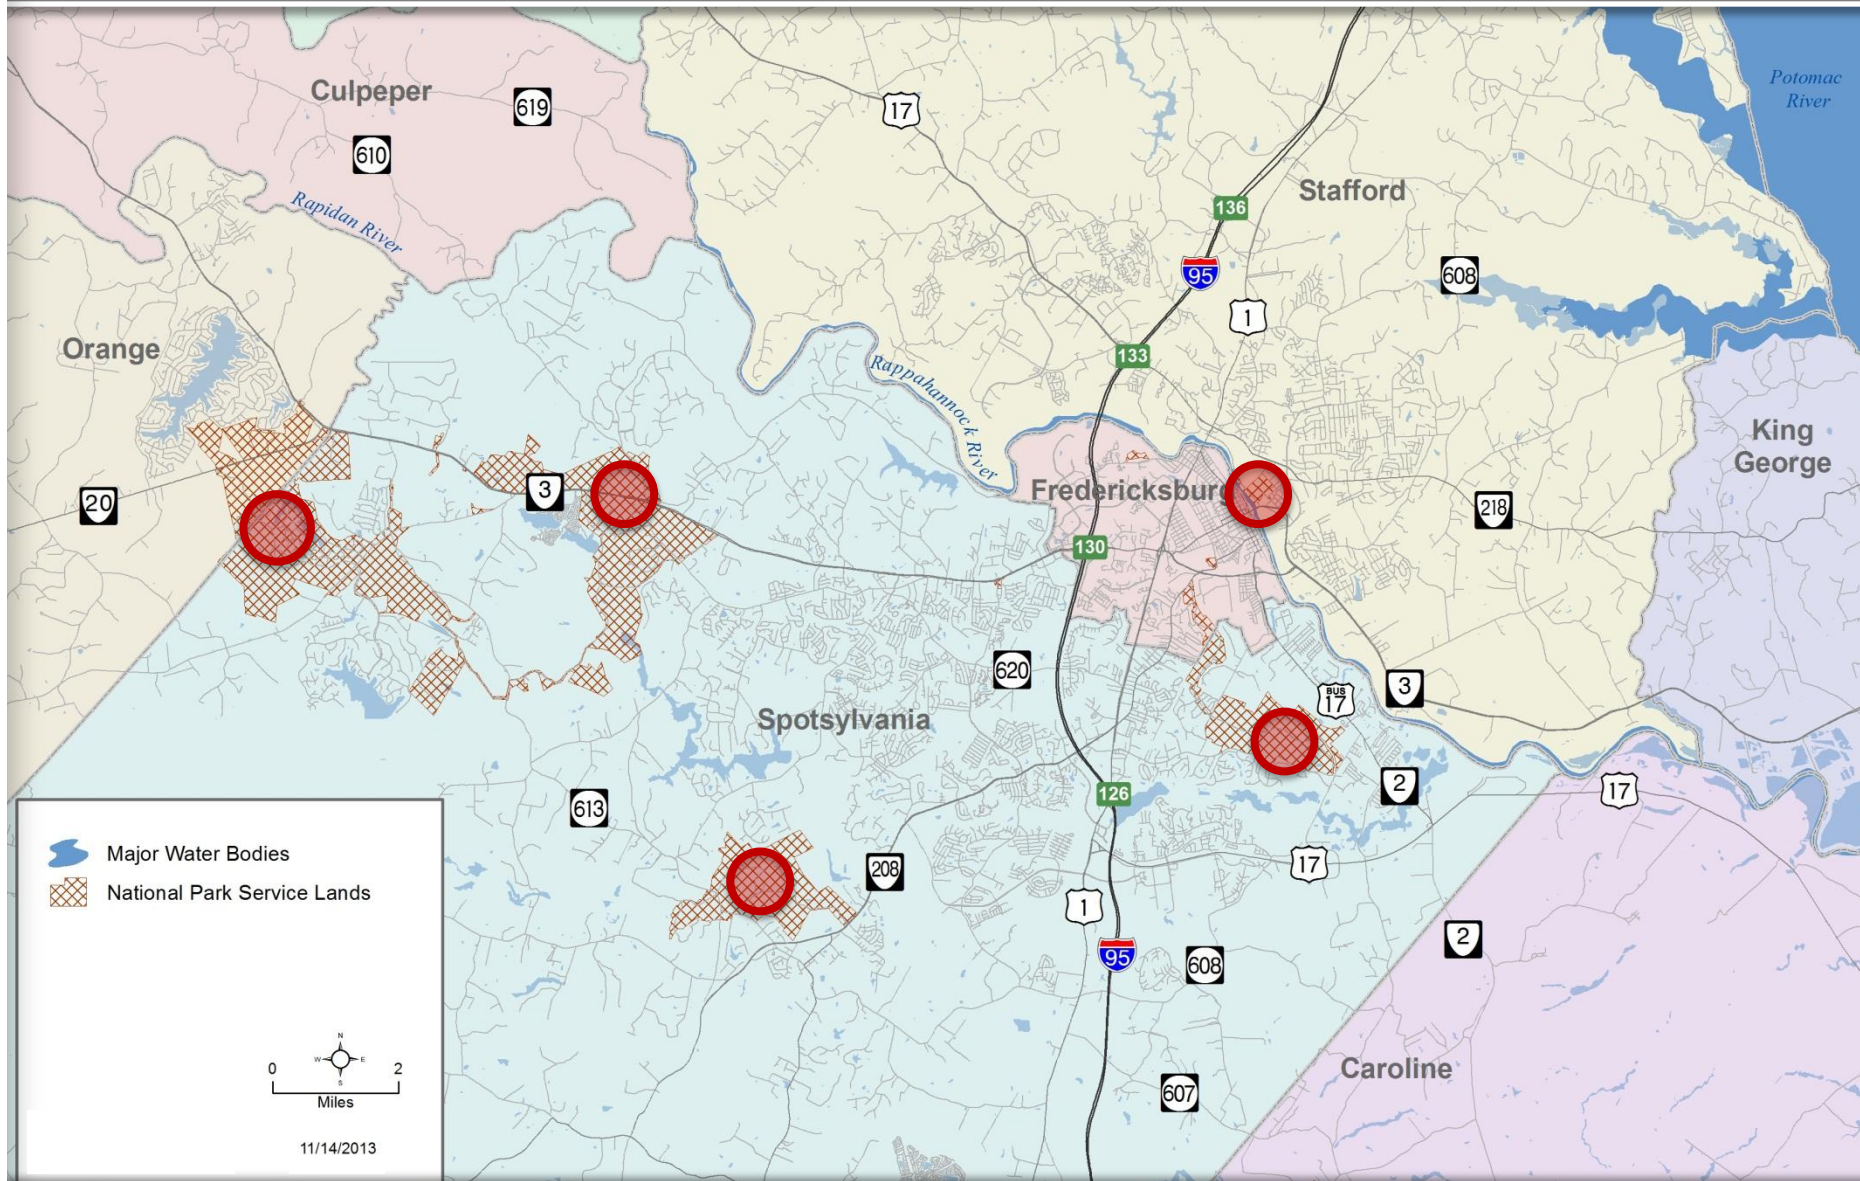 Potomac
River
Culpeper
619
17
610
Stafford
136
Rapidan River
95
608
1
Orange
133
Rappahannock River
King
George
3
Fredericksburg
20
218
130
620
BUS
17
3
Spotsylvania
2
126
613
17
17
208
Major Water Bodies
National Park Service Lands
1
2
95
608
N
W
E
S
0
2
Miles
Caroline
607
11/14/2013